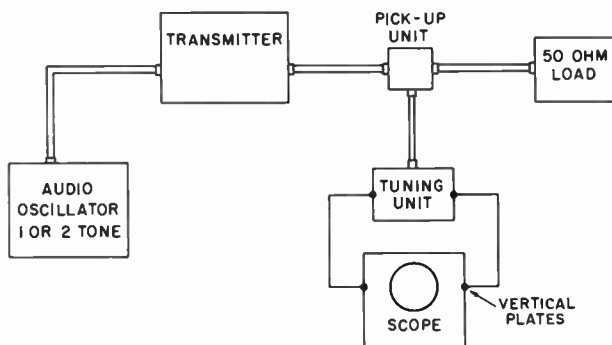 TRANSMITTER
PICK-UP
UNIT
50 OHM
LOAD
AUDIO
OSCILLATOR
1 OR 2 TONE
TUNING
UNIT
SCOPE
VERTICAL
PLATES